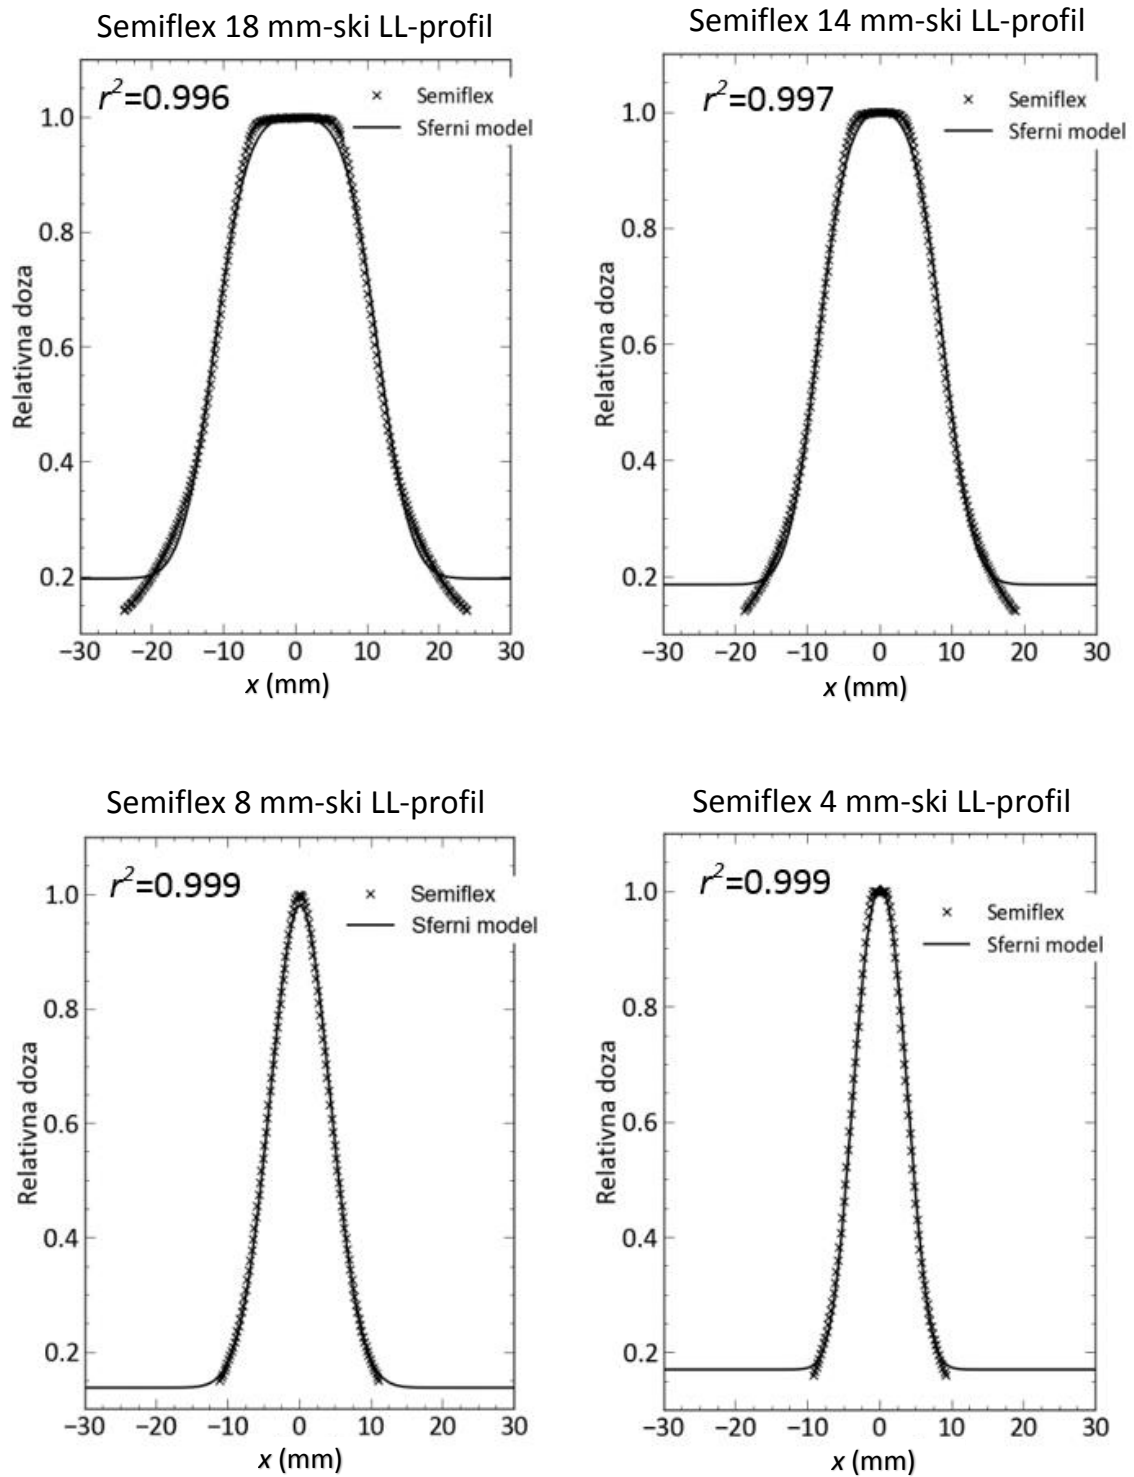 Semiflex 18 mm-ski LL-profil
r²=0.996
Semiflex
Sferni model
1.0
0.8
0.6
0.4
0.2
Relativna doza
−30 −20 −10 0 10 20 30
x (mm)
Semiflex 14 mm-ski LL-profil
r²=0.997
Semiflex
Sferni model
1.0
0.8
0.6
0.4
0.2
Relativna doza
−30 −20 −10 0 10 20 30
x (mm)
Semiflex 8 mm-ski LL-profil
r²=0.999
Semiflex
Sferni model
1.0
0.8
0.6
0.4
0.2
Relativna doza
−30 −20 −10 0 10 20 30
x (mm)
Semiflex 4 mm-ski LL-profil
r²=0.999
Semiflex
Sferni model
1.0
0.8
0.6
0.4
0.2
Relativna doza
−30 −20 −10 0 10 20 30
x (mm)